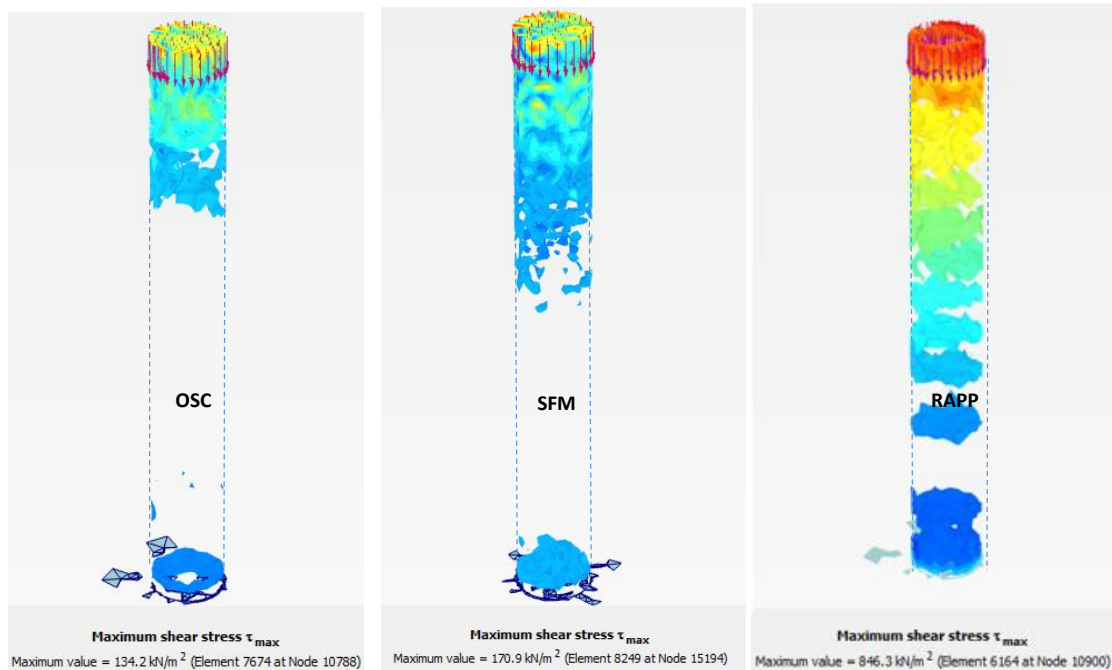 OSC
SFM
RAPP
Maximum shear stress τmax
Maximum value = 134.2 kN/m² (Element 7674 at Node 10788)
Maximum shear stress τmax
Maximum value = 170.9 kN/m² (Element 8249 at Node 15194)
Maximum shear stress τmax
Maximum value = 846.3 kN/m² (Element 6164 at Node 10900)